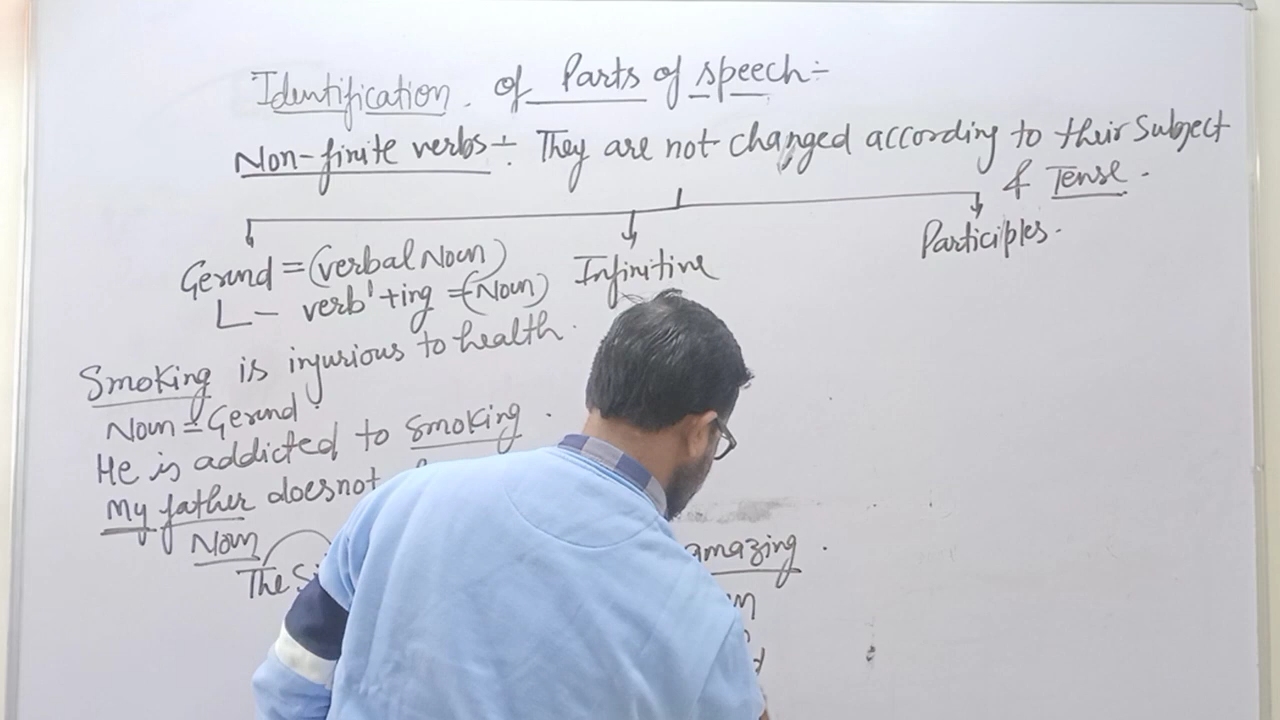 Identification of Parts of speech:-
Non-finite verbs:- They are not changed according to their Subject
& Tense.
Gerund = (verbal Noun) Infinitive Participles.
verb¹+ing = (Noun)
Smoking is injurious to health.
Noun = Gerund.
He is addicted to smoking.
My father doesnot
Noun
The amazing.